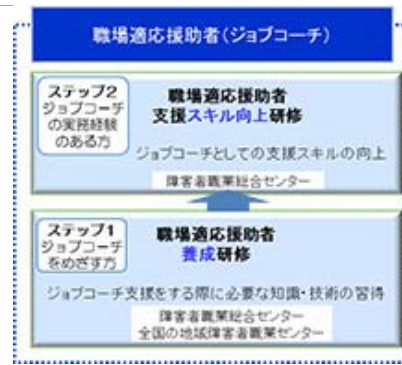 職場適応援助者(ジョブコーチ)
ステップ2
ジョブコーチ
の実務経験
のある方
職場適応援助者
支援スキル向上研修
ジョブコーチとしての支援スキルの向上
障害者職業総合センター
ステップ1
ジョブコーチ
をめざす方
職場適応援助者
養成研修
ジョブコーチ支援をする際に必要な知識・技術の習得
障害者職業総合センター
全国の地域障害者職業センター